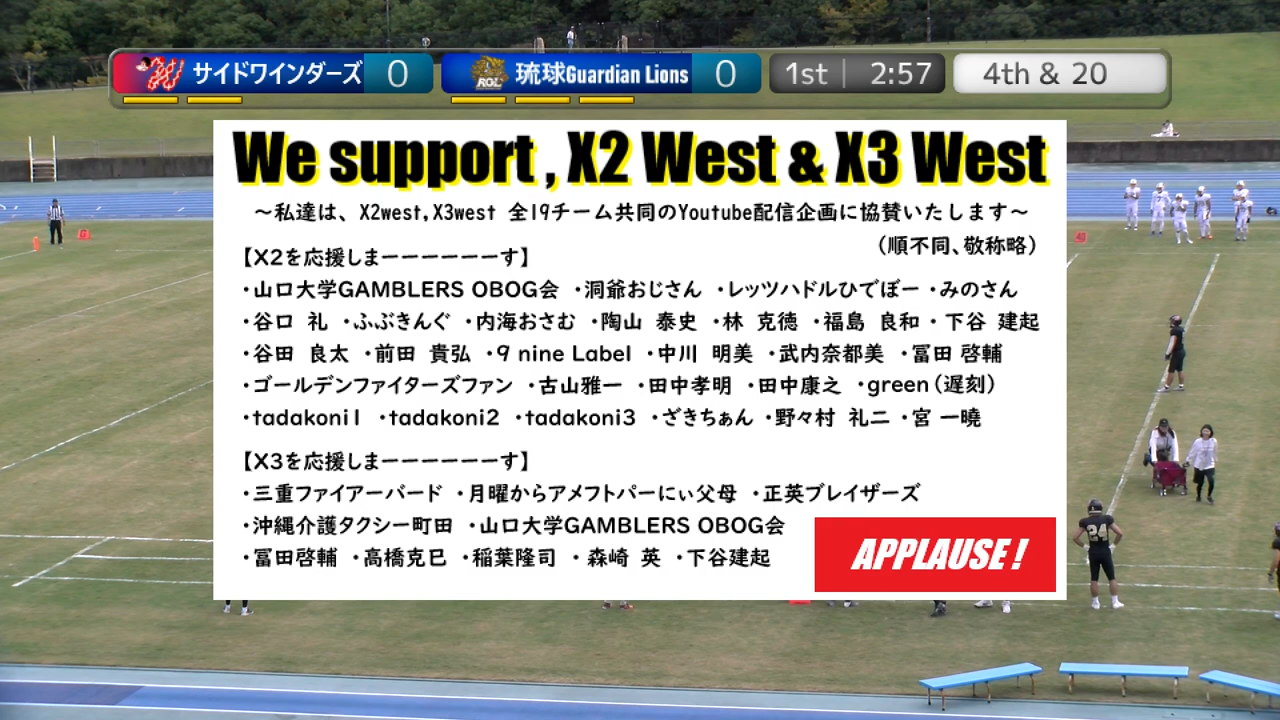 サイドワインダーズ 0 ROL 琉球Guardian Lions 0 1st 2:57 4th & 20
We support , X2 West & X3 West
～私達は、X2west,X3west 全19チーム共同のYoutube配信企画に協賛いたします～
（順不同、敬称略）
【X2を応援しまーーーーーーす】
・山口大学GAMBLERS OBOG会 ・洞爺おじさん ・レッツハドルひでぼー ・みのさん
・谷口 礼 ・ふぶきんぐ ・内海おさむ ・陶山 泰史 ・林 克徳 ・福島 良和 ・下谷 建起
・谷田 良太 ・前田 貴弘 ・9 nine Label ・中川 明美 ・武内奈都美 ・冨田 啓輔
・ゴールデンファイターズファン ・古山雅一 ・田中孝明 ・田中康之 ・green（遅刻）
・tadakoni1 ・tadakoni2 ・tadakoni3 ・ざきちぁん ・野々村 礼二 ・宮 一曉
【X3を応援しまーーーーーーす】
・三重ファイアーバード ・月曜からアメフトバーにぃ父母 ・正英ブレイザーズ
・沖縄介護タクシー町田 ・山口大学GAMBLERS OBOG会
・冨田啓輔 ・高橋克巳 ・稲葉隆司 ・森崎 英 ・下谷建起
APPLAUSE !
24